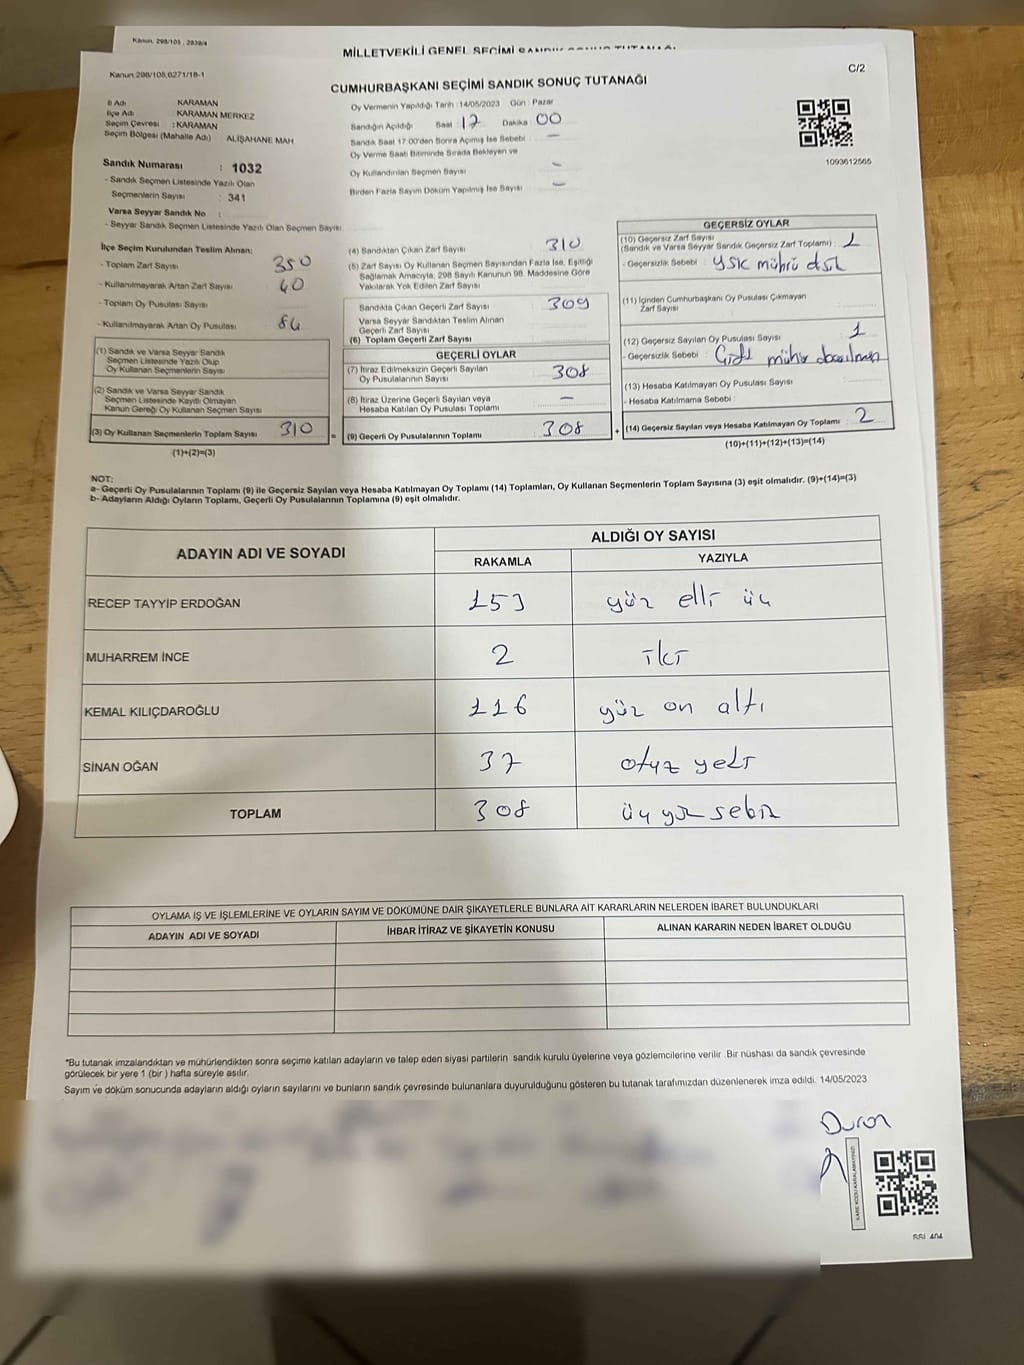 Kanun, 298/105, 2839/4
MİLLETVEKİLİ GENEL SEÇİMİ SANDIK SONUÇ TUTANAĞI
Kanun 298/105,6271/18-1
C/2
CUMHURBAŞKANI SEÇİMİ SANDIK SONUÇ TUTANAĞI
İl Adı KARAMAN
İlçe Adı KARAMAN MERKEZ
Seçim Çevresi : KARAMAN
Seçim Bölgesi (Mahalle Adı) ALİŞAHANE MAH
Oy Vermenin Yapıldığı Tarih : 14/05/2023 Gün : Pazar
Sandığın Açıldığı Saat 17 Dakika 00
Sandık Saat 17:00'den Sonra Açılmış İse Sebebi : —
Oy Verme Saati Bitiminde Sırada Bekleyen ve
Oy Kullandırılan Seçmen Sayısı —
Birden Fazla Sayım Döküm Yapılmış İse Sayısı —
1093612565
Sandık Numarası : 1032
- Sandık Seçmen Listesinde Yazılı Olan
Seçmenlerin Sayısı : 341
Varsa Seyyar Sandık No :
- Seyyar Sandık Seçmen Listesinde Yazılı Olan Seçmen Sayısı
İlçe Seçim Kurulundan Teslim Alınan:
- Toplam Zarf Sayısı 350
- Kullanılmayarak Artan Zarf Sayısı 40
- Toplam Oy Pusulası Sayısı
- Kullanılmayarak Artan Oy Pusulası 84
(1) Sandık ve Varsa Seyyar Sandık
Seçmen Listesinde Yazılı Olup
Oy Kullanan Seçmenlerin Sayısı
(2) Sandık ve Varsa Seyyar Sandık
Seçmen Listesinde Kayıtlı Olmayan
Kanun Gereği Oy Kullanan Seçmen Sayısı
(3) Oy Kullanan Seçmenlerin Toplam Sayısı 310
(1)+(2)=(3)
(4) Sandıktan Çıkan Zarf Sayısı 310
(5) Zarf Sayısı Oy Kullanan Seçmen Sayısından Fazla İse, Eşitliği
Sağlamak Amacıyla, 298 Sayılı Kanunun 98. Maddesine Göre
Yakılarak Yok Edilen Zarf Sayısı
Sandıkta Çıkan Geçerli Zarf Sayısı 309
Varsa Seyyar Sandıktan Teslim Alınan
Geçerli Zarf Sayısı
(6) Toplam Geçerli Zarf Sayısı
GEÇERLİ OYLAR
(7) İtiraz Edilmeksizin Geçerli Sayılan
Oy Pusulalarının Sayısı 308
(8) İtiraz Üzerine Geçerli Sayılan veya
Hesaba Katılan Oy Pusulası Toplamı —
= (9) Geçerli Oy Pusulalarının Toplamı 308
GEÇERSİZ OYLAR
(10) Geçersiz Zarf Sayısı
(Sandık ve Varsa Seyyar Sandık Geçersiz Zarf Toplamı) : 1
- Geçersizlik Sebebi : YSK mührü
(11) İçinden Cumhurbaşkanı Oy Pusulası Çıkmayan
Zarf Sayısı
(12) Geçersiz Sayılan Oy Pusulası Sayısı : 1
- Geçersizlik Sebebi : mühür
(13) Hesaba Katılmayan Oy Pusulası Sayısı
- Hesaba Katılmama Sebebi :
+ (14) Geçersiz Sayılan veya Hesaba Katılmayan Oy Toplamı : 2
(10)+(11)+(12)+(13)=(14)
NOT:
a- Geçerli Oy Pusulalarının Toplamı (9) ile Geçersiz Sayılan veya Hesaba Katılmayan Oy Toplamı (14) Toplamları, Oy Kullanan Seçmenlerin Toplam Sayısına (3) eşit olmalıdır. (9)+(14)=(3)
b- Adayların Aldığı Oyların Toplamı, Geçerli Oy Pusulalarının Toplamına (9) eşit olmalıdır.
ADAYIN ADI VE SOYADI ALDIĞI OY SAYISI
RAKAMLA YAZIYLA
RECEP TAYYİP ERDOĞAN 153 yüz elli üç
MUHARREM İNCE 2 iki
KEMAL KILIÇDAROĞLU 116 yüz on altı
SİNAN OĞAN 37 otuz yedi
TOPLAM 308 üç yüz sekiz
OYLAMA İŞ VE İŞLEMLERİNE VE OYLARIN SAYIM VE DÖKÜMÜNE DAİR ŞİKAYETLERLE BUNLARA AİT KARARLARIN NELERDEN İBARET BULUNDUKLARI
ADAYIN ADI VE SOYADI İHBAR İTİRAZ VE ŞİKAYETİN KONUSU ALINAN KARARIN NEDEN İBARET OLDUĞU
*Bu tutanak imzalandıktan ve mühürlendikten sonra seçime katılan adayların ve talep eden siyasi partilerin sandık kurulu üyelerine veya gözlemcilerine verilir .Bir nüshası da sandık çevresinde
görülecek bir yere 1 (bir ) hafta süreyle asılır.
Sayım ve döküm sonucunda adayların aldığı oyların sayılarını ve bunların sandık çevresinde bulunanlara duyurulduğunu gösteren bu tutanak tarafımızdan düzenlenerek imza edildi. 14/05/2023
Duran
KARE KODU KARALAMAYINIZ!